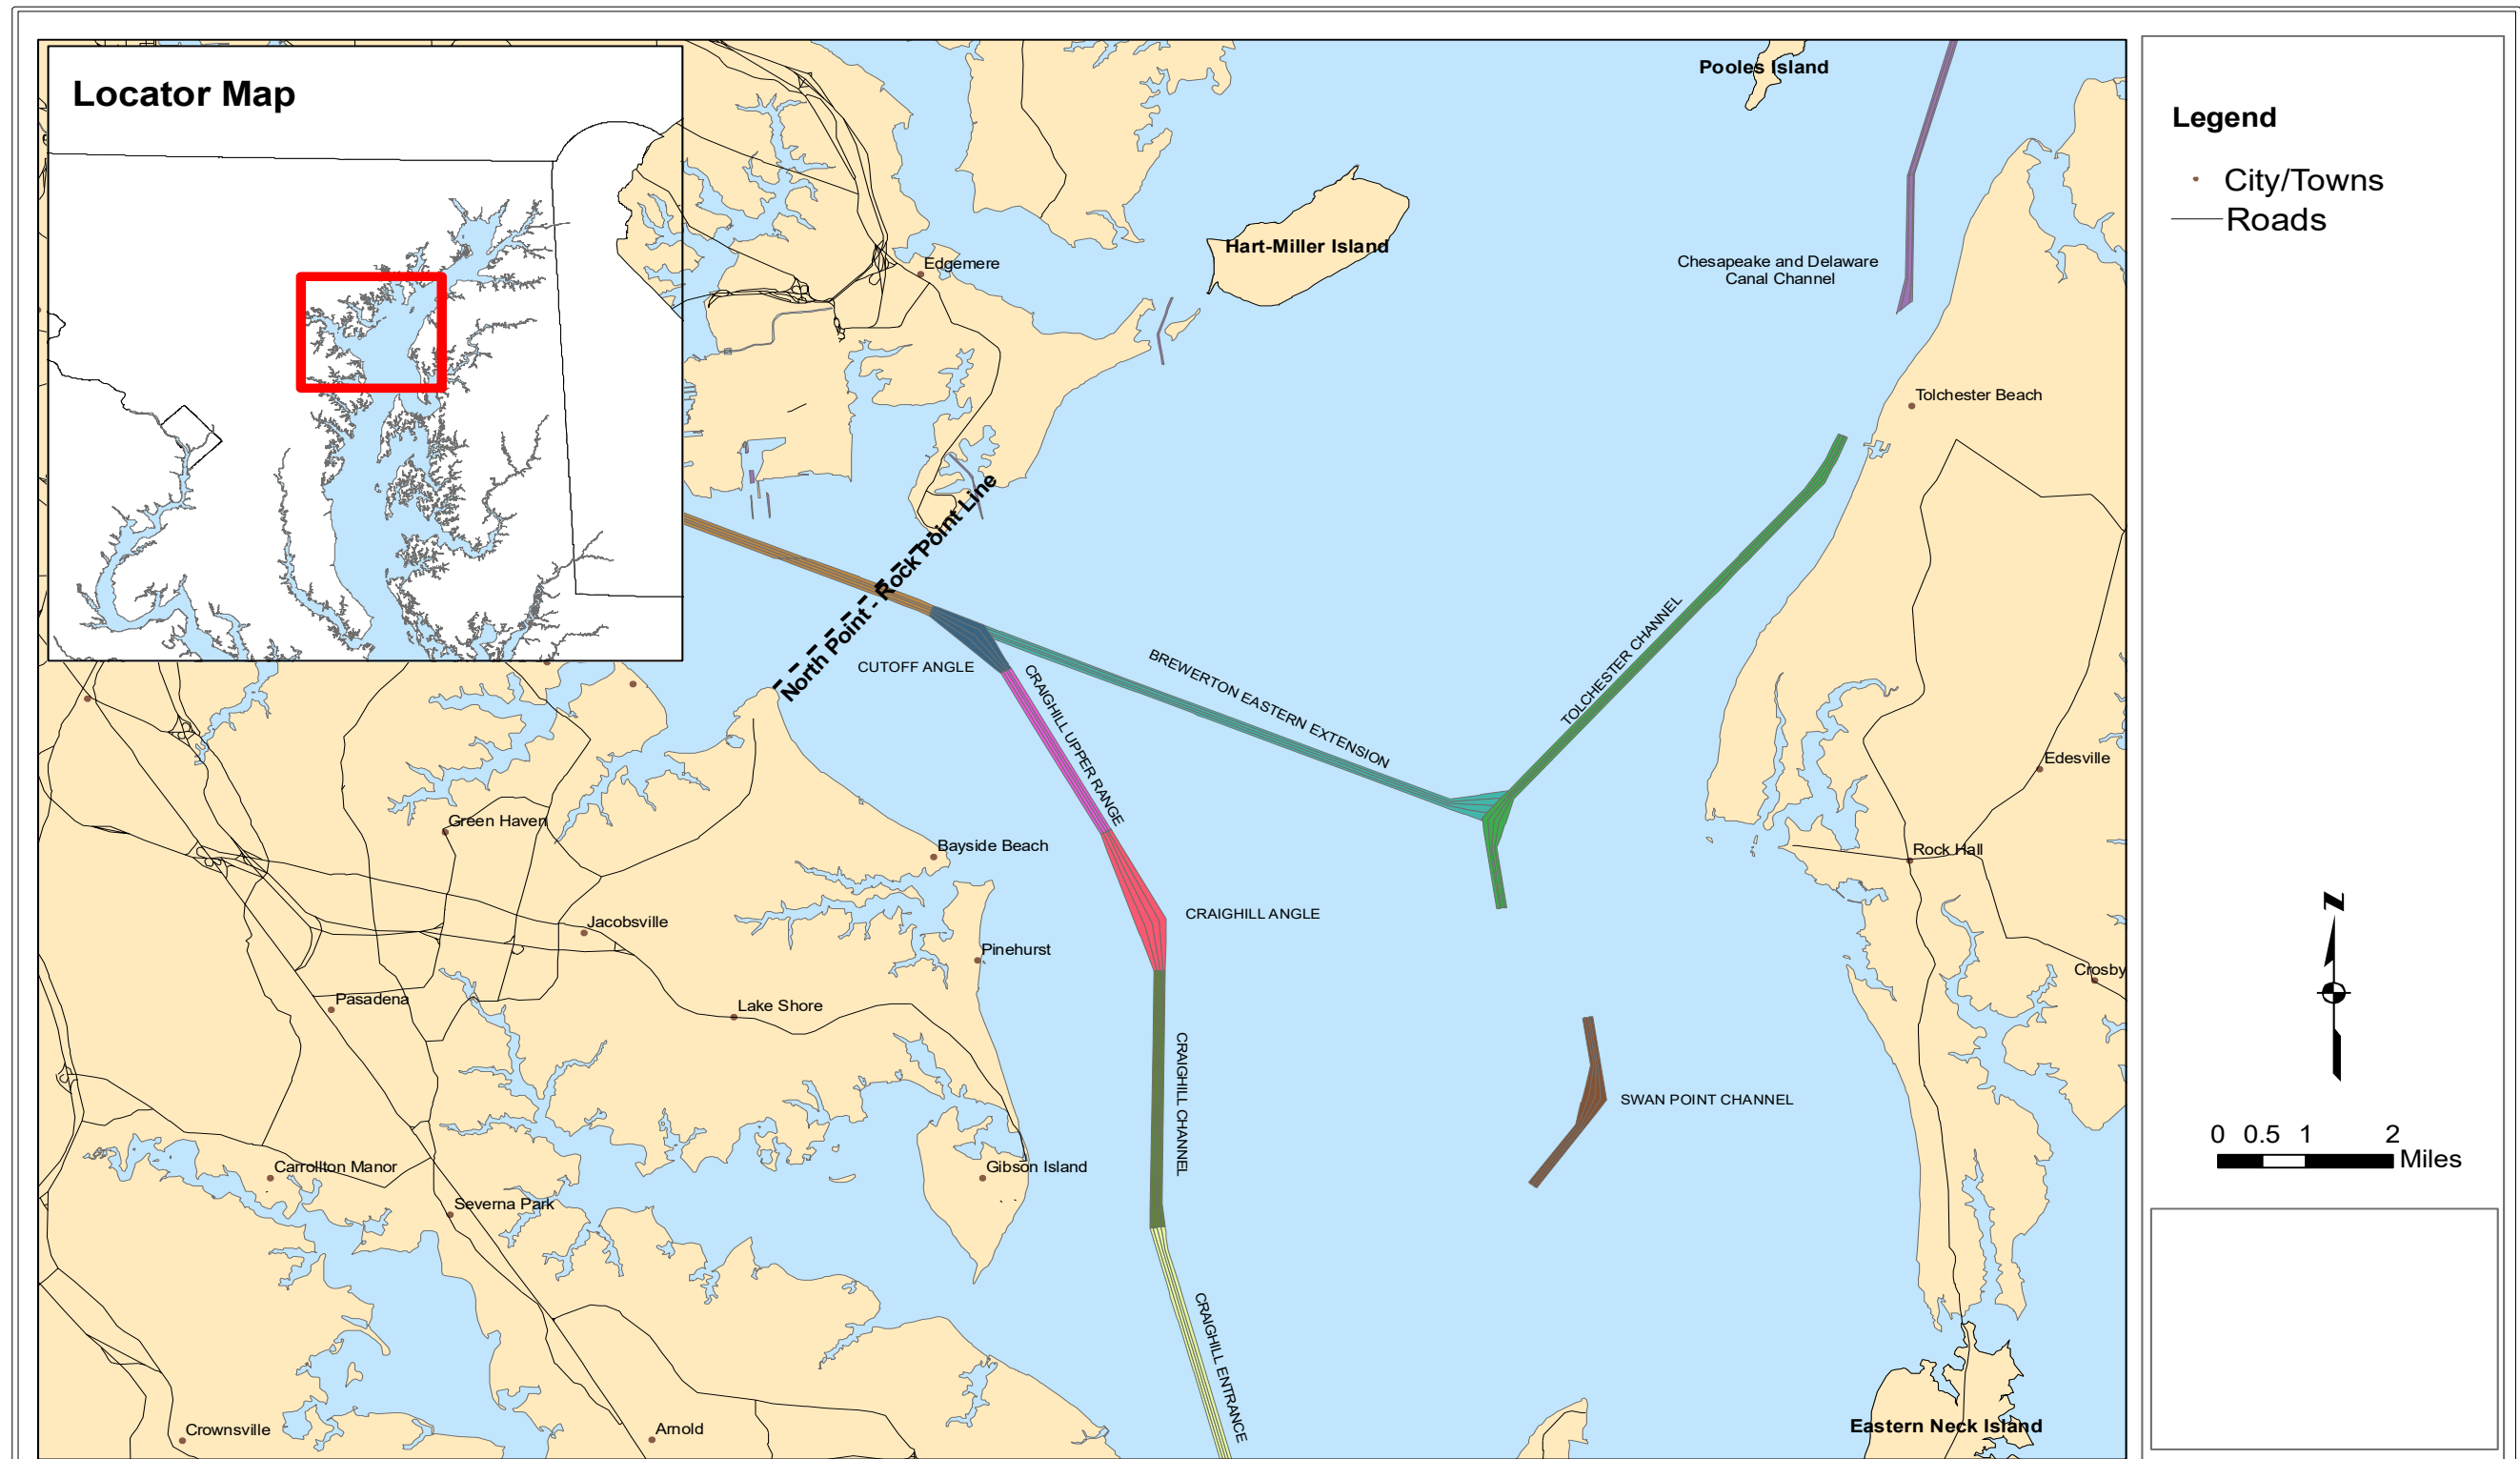 Locator Map
Pooles Island
Hart-Miller Island
Edgemere
Chesapeake and Delaware
Canal Channel
Tolchester Beach
North Point - Rock Point Line
CUTOFF ANGLE
CRAIGHILL UPPER RANGE
BREWERTON EASTERN EXTENSION
TOLCHESTER CHANNEL
Edesville
Green Haven
Bayside Beach
Rock Hall
Jacobsville
CRAIGHILL ANGLE
Pinehurst
Crosby
Pasadena
Lake Shore
CRAIGHILL CHANNEL
SWAN POINT CHANNEL
Carrollton Manor
Gibson Island
Severna Park
CRAIGHILL ENTRANCE
Crownsville
Arnold
Eastern Neck Island
Legend
City/Towns
Roads
N
0 0.5 1 2
Miles